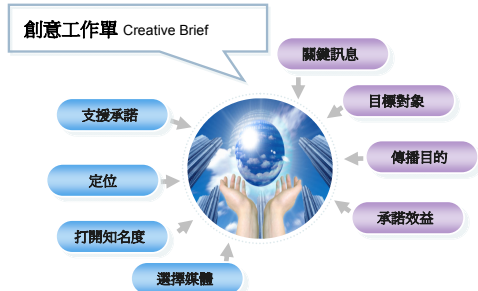 創意工作單 Creative Brief
關鍵訊息
目標對象
傳播目的
承諾效益
支援承諾
定位
打開知名度
選擇媒體